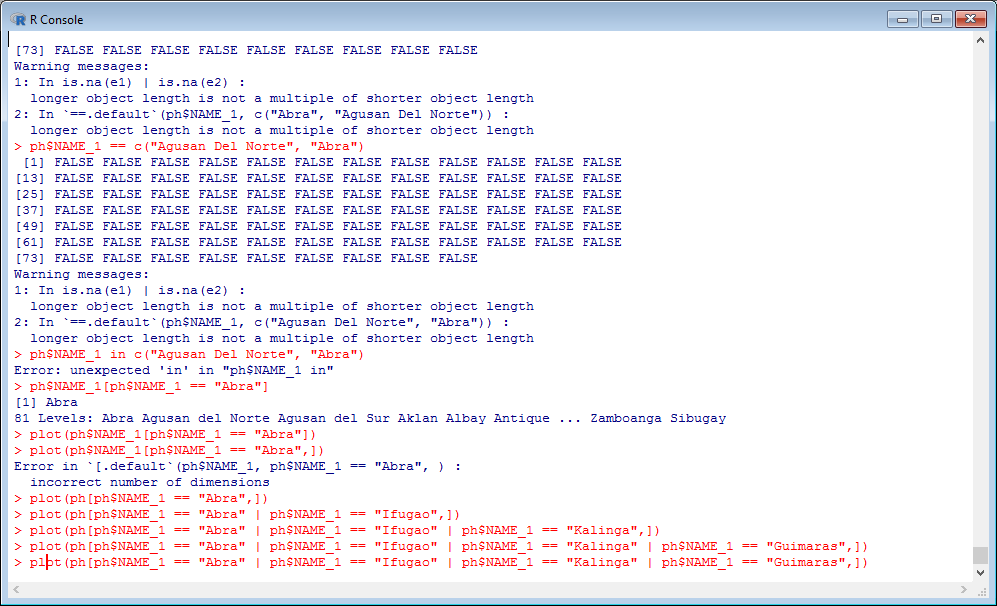 R Console
[73] FALSE FALSE FALSE FALSE FALSE FALSE FALSE FALSE FALSE
Warning messages:
1: In is.na(e1) | is.na(e2) :
  longer object length is not a multiple of shorter object length
2: In `==.default`(ph$NAME_1, c("Abra", "Agusan Del Norte")) :
  longer object length is not a multiple of shorter object length
> ph$NAME_1 == c("Agusan Del Norte", "Abra")
 [1] FALSE FALSE FALSE FALSE FALSE FALSE FALSE FALSE FALSE FALSE FALSE FALSE
[13] FALSE FALSE FALSE FALSE FALSE FALSE FALSE FALSE FALSE FALSE FALSE FALSE
[25] FALSE FALSE FALSE FALSE FALSE FALSE FALSE FALSE FALSE FALSE FALSE FALSE
[37] FALSE FALSE FALSE FALSE FALSE FALSE FALSE FALSE FALSE FALSE FALSE FALSE
[49] FALSE FALSE FALSE FALSE FALSE FALSE FALSE FALSE FALSE FALSE FALSE FALSE
[61] FALSE FALSE FALSE FALSE FALSE FALSE FALSE FALSE FALSE FALSE FALSE FALSE
[73] FALSE FALSE FALSE FALSE FALSE FALSE FALSE FALSE FALSE
Warning messages:
1: In is.na(e1) | is.na(e2) :
  longer object length is not a multiple of shorter object length
2: In `==.default`(ph$NAME_1, c("Agusan Del Norte", "Abra")) :
  longer object length is not a multiple of shorter object length
> ph$NAME_1 in c("Agusan Del Norte", "Abra")
Error: unexpected 'in' in "ph$NAME_1 in"
> ph$NAME_1[ph$NAME_1 == "Abra"]
[1] Abra
81 Levels: Abra Agusan del Norte Agusan del Sur Aklan Albay Antique ... Zamboanga Sibugay
> plot(ph$NAME_1[ph$NAME_1 == "Abra"])
> plot(ph$NAME_1[ph$NAME_1 == "Abra",])
Error in `[.default`(ph$NAME_1, ph$NAME_1 == "Abra", ) :
  incorrect number of dimensions
> plot(ph[ph$NAME_1 == "Abra",])
> plot(ph[ph$NAME_1 == "Abra" | ph$NAME_1 == "Ifugao",])
> plot(ph[ph$NAME_1 == "Abra" | ph$NAME_1 == "Ifugao" | ph$NAME_1 == "Kalinga",])
> plot(ph[ph$NAME_1 == "Abra" | ph$NAME_1 == "Ifugao" | ph$NAME_1 == "Kalinga" | ph$NAME_1 == "Guimaras",])
> plot(ph[ph$NAME_1 == "Abra" | ph$NAME_1 == "Ifugao" | ph$NAME_1 == "Kalinga" | ph$NAME_1 == "Guimaras",])